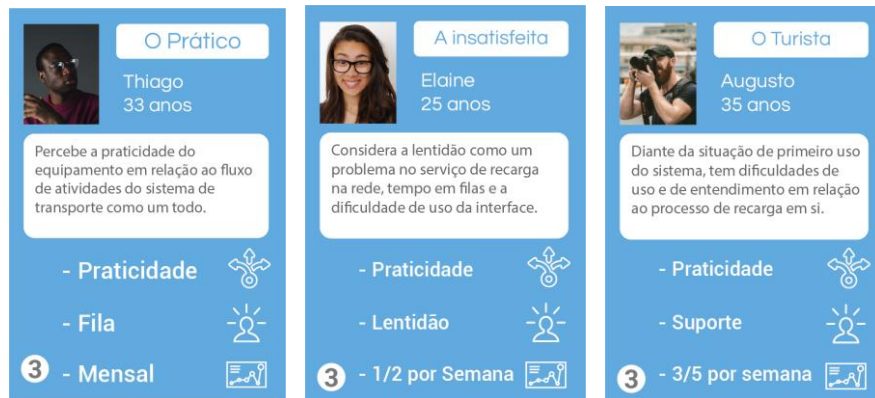 O Prático
Thiago
33 anos
Percebe a praticidade do
equipamento em relação ao fluxo
de atividades do sistema de
transporte como um todo.
- Praticidade
- Fila
3 - Mensal
A insatisfeita
Elaine
25 anos
Considera a lentidão como um
problema no serviço de recarga
na rede, tempo em filas e a
dificuldade de uso da interface.
- Praticidade
- Lentidão
3 - 1/2 por Semana
O Turista
Augusto
35 anos
Diante da situação de primeiro uso
do sistema, tem dificuldades de
uso e de entendimento em relação
ao processo de recarga em si.
- Praticidade
- Suporte
3 - 3/5 por semana